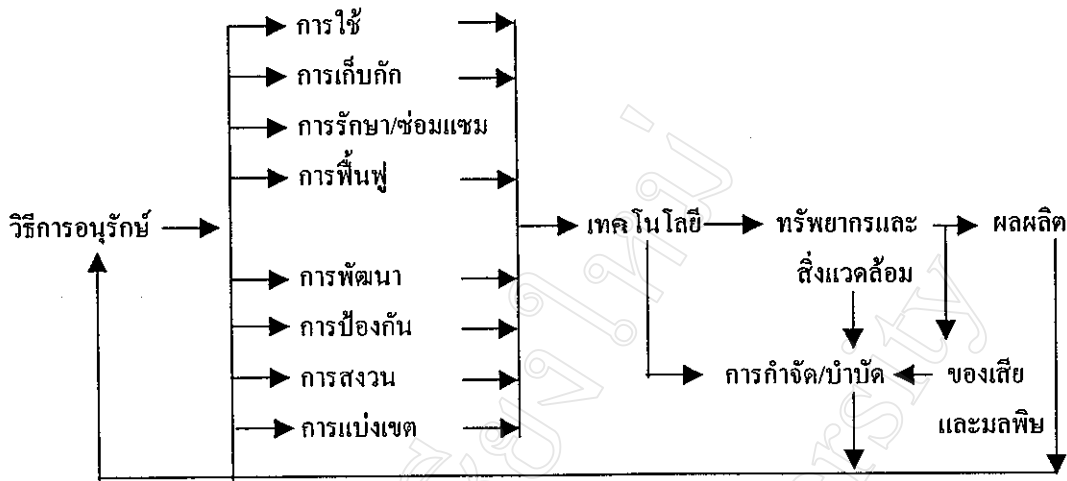 การใช้
การเก็บกัก
การรักษา/ซ่อมแซม
การฟื้นฟู
วิธีการอนุรักษ์
เทคโนโลยี
ทรัพยากรและ
สิ่งแวดล้อม
ผลผลิต
การพัฒนา
การป้องกัน
การสงวน
การแบ่งเขต
การกำจัด/บำบัด
ของเสีย
และมลพิษ